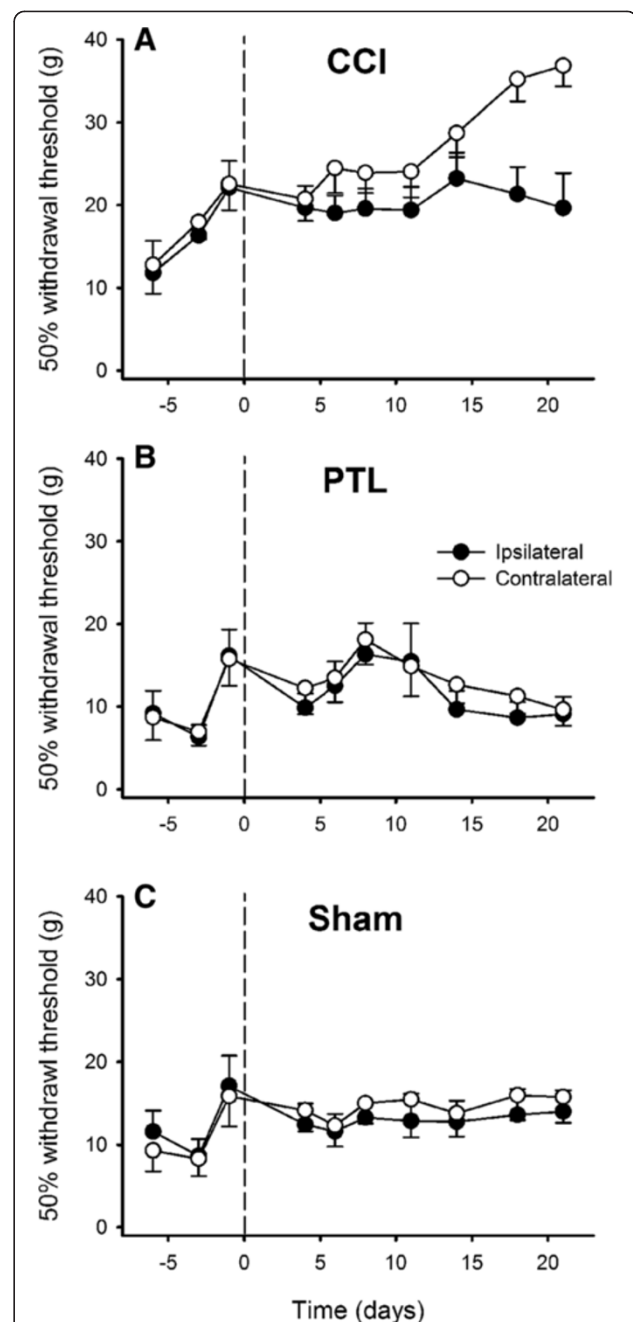 A
CCI
50% withdrawal threshold (g)
40
30
20
10
0
-5 0 5 10 15 20
B
PTL
50% withdrawal threshold (g)
40
30
20
10
0
Ipsilateral
Contralateral
-5 0 5 10 15 20
C
Sham
50% withdrawl threshold (g)
40
30
20
10
0
-5 0 5 10 15 20
Time (days)